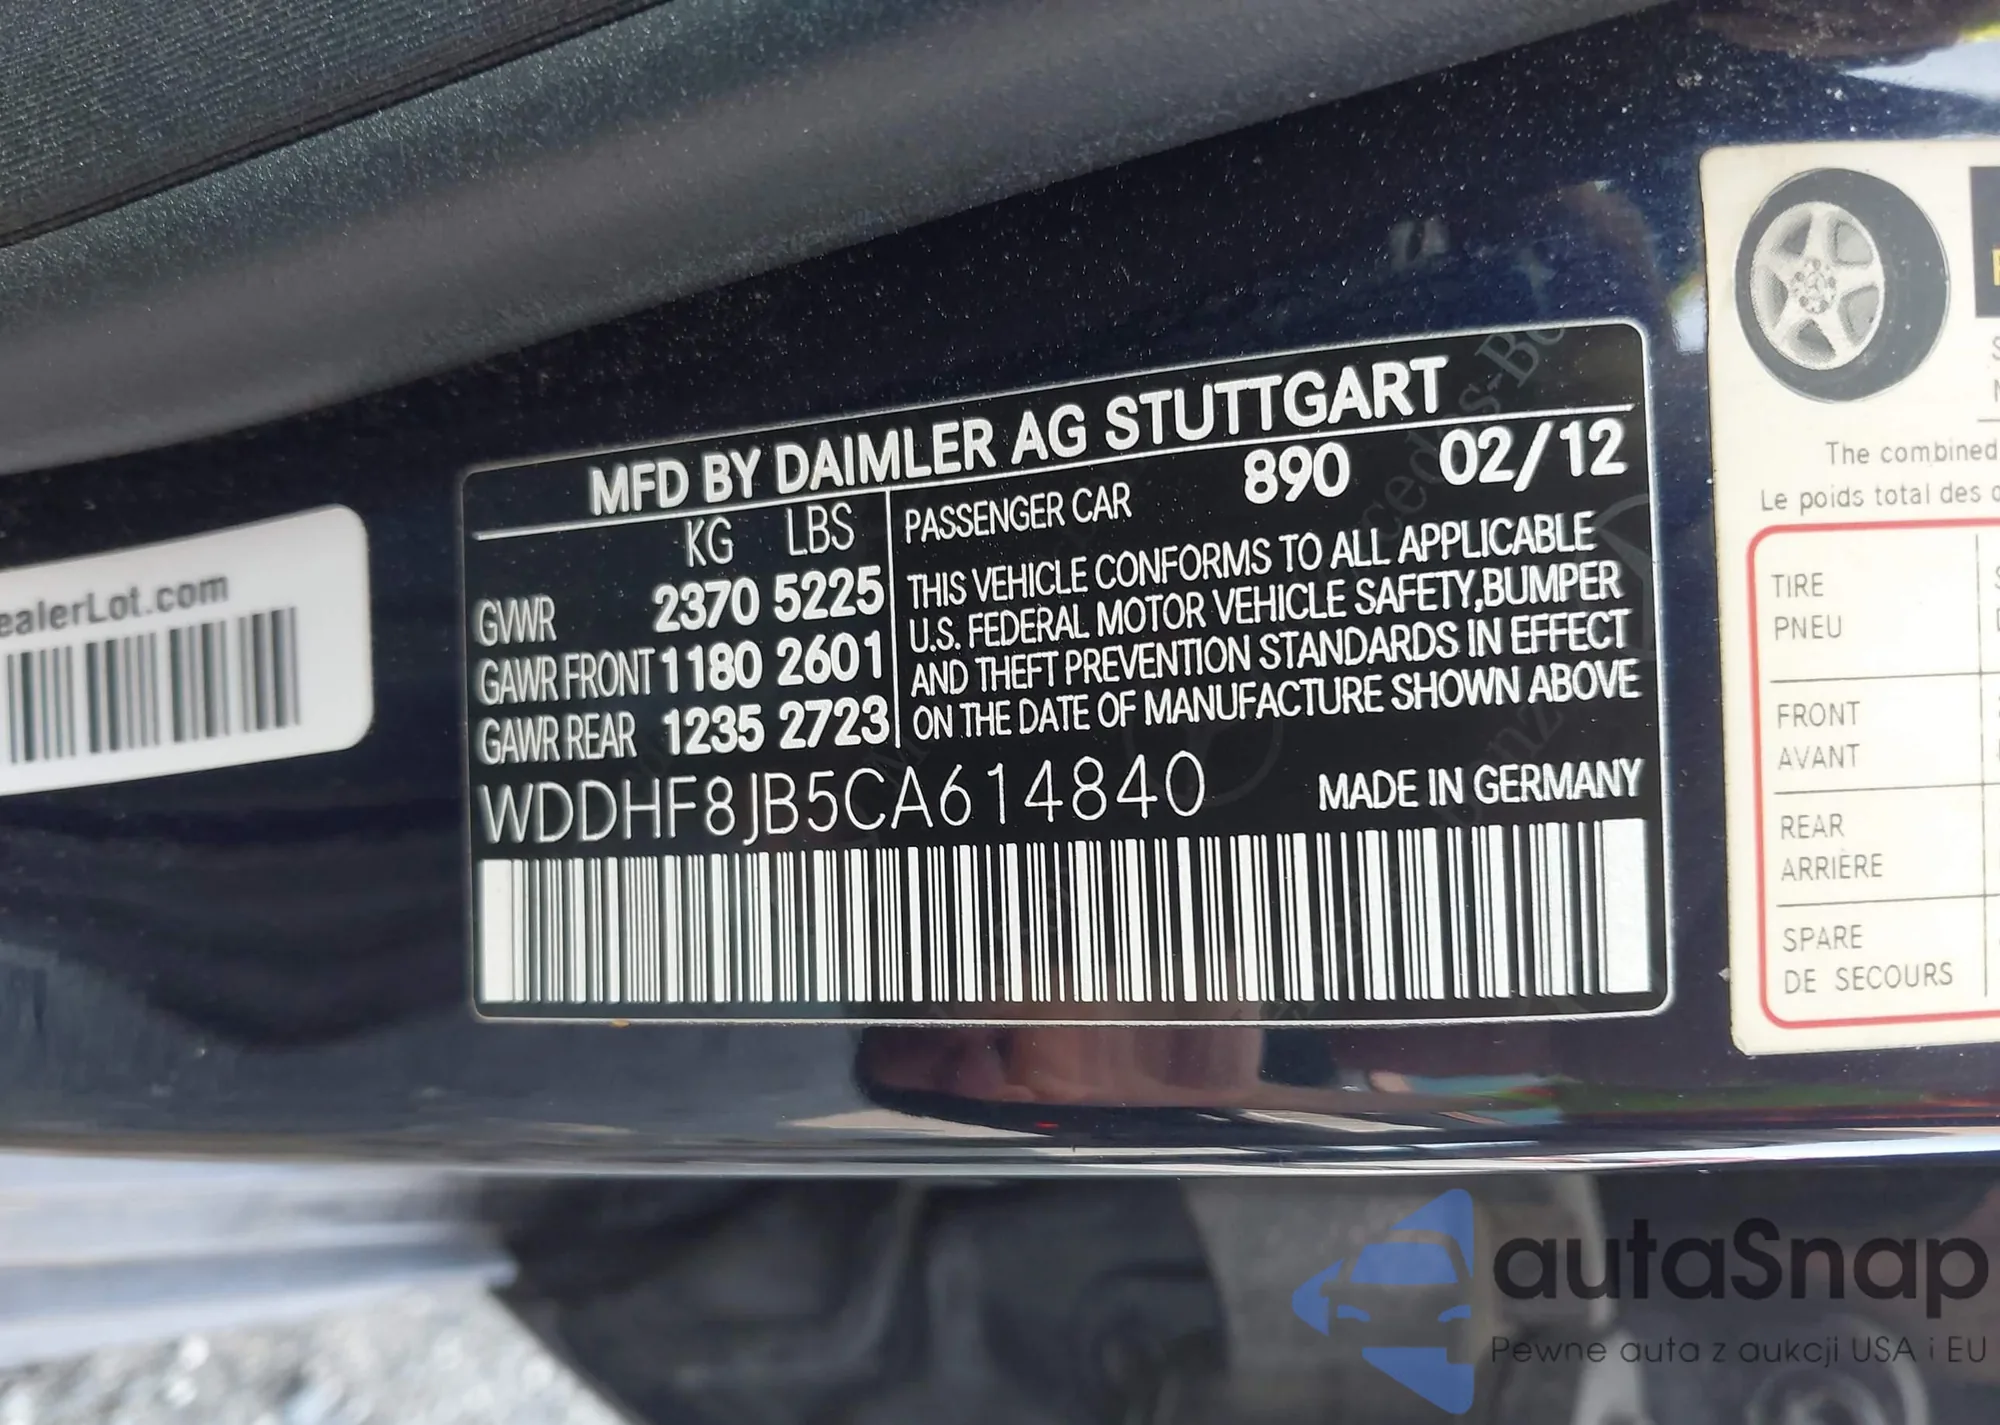 MFD BY DAIMLER AG STUTTGART
KG LBS
GVWR 2370 5225
GAWR FRONT 1180 2601
GAWR REAR 1235 2723
PASSENGER CAR 890 02/12
THIS VEHICLE CONFORMS TO ALL APPLICABLE
U.S. FEDERAL MOTOR VEHICLE SAFETY,BUMPER
AND THEFT PREVENTION STANDARDS IN EFFECT
ON THE DATE OF MANUFACTURE SHOWN ABOVE
WDDHF8JB5CA614840 MADE IN GERMANY
ealerLot.com
The combined
Le poids total des
TIRE
PNEU
FRONT
AVANT
REAR
ARRIÈRE
SPARE
DE SECOURS
autaSnap
Pewne auta z aukcji USA i EU